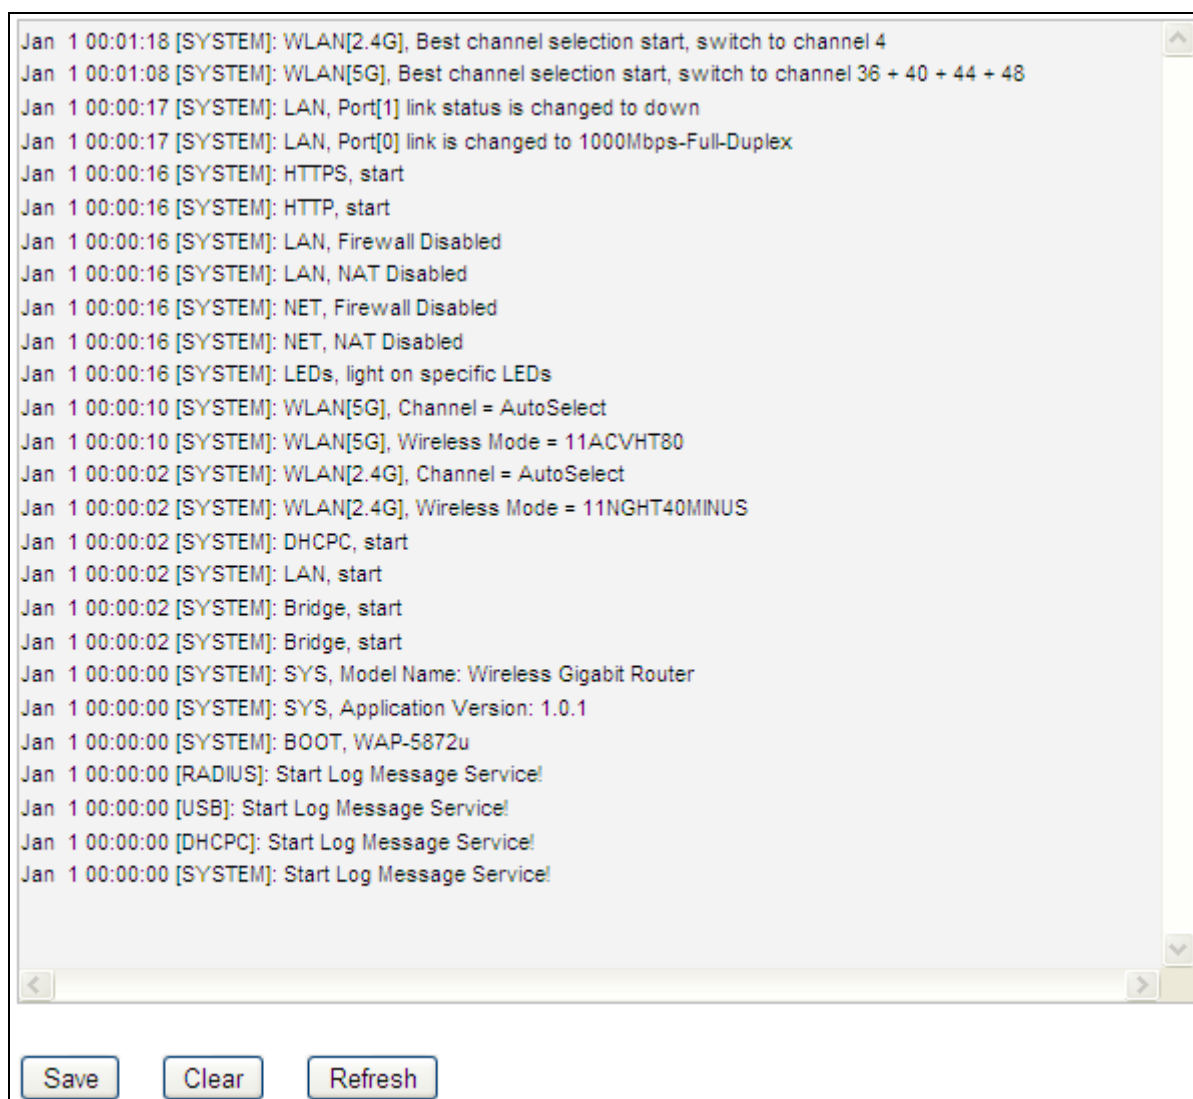 Jan  1 00:01:18 [SYSTEM]: WLAN[2.4G], Best channel selection start, switch to channel 4
Jan  1 00:01:08 [SYSTEM]: WLAN[5G], Best channel selection start, switch to channel 36 + 40 + 44 + 48
Jan  1 00:00:17 [SYSTEM]: LAN, Port[1] link status is changed to down
Jan  1 00:00:17 [SYSTEM]: LAN, Port[0] link is changed to 1000Mbps-Full-Duplex
Jan  1 00:00:16 [SYSTEM]: HTTPS, start
Jan  1 00:00:16 [SYSTEM]: HTTP, start
Jan  1 00:00:16 [SYSTEM]: LAN, Firewall Disabled
Jan  1 00:00:16 [SYSTEM]: LAN, NAT Disabled
Jan  1 00:00:16 [SYSTEM]: NET, Firewall Disabled
Jan  1 00:00:16 [SYSTEM]: NET, NAT Disabled
Jan  1 00:00:16 [SYSTEM]: LEDs, light on specific LEDs
Jan  1 00:00:10 [SYSTEM]: WLAN[5G], Channel = AutoSelect
Jan  1 00:00:10 [SYSTEM]: WLAN[5G], Wireless Mode = 11ACVHT80
Jan  1 00:00:02 [SYSTEM]: WLAN[2.4G], Channel = AutoSelect
Jan  1 00:00:02 [SYSTEM]: WLAN[2.4G], Wireless Mode = 11NGHT40MINUS
Jan  1 00:00:02 [SYSTEM]: DHCPC, start
Jan  1 00:00:02 [SYSTEM]: LAN, start
Jan  1 00:00:02 [SYSTEM]: Bridge, start
Jan  1 00:00:02 [SYSTEM]: Bridge, start
Jan  1 00:00:00 [SYSTEM]: SYS, Model Name: Wireless Gigabit Router
Jan  1 00:00:00 [SYSTEM]: SYS, Application Version: 1.0.1
Jan  1 00:00:00 [SYSTEM]: BOOT, WAP-5872u
Jan  1 00:00:00 [RADIUS]: Start Log Message Service!
Jan  1 00:00:00 [USB]: Start Log Message Service!
Jan  1 00:00:00 [DHCPC]: Start Log Message Service!
Jan  1 00:00:00 [SYSTEM]: Start Log Message Service!
Save Clear Refresh